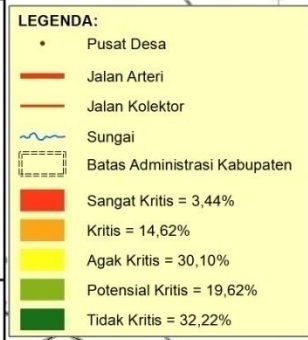 LEGENDA:
Pusat Desa
Jalan Arteri
Jalan Kolektor
Sungai
Batas Administrasi Kabupaten
Sangat Kritis = 3,44%
Kritis = 14,62%
Agak Kritis = 30,10%
Potensial Kritis = 19,62%
Tidak Kritis = 32,22%